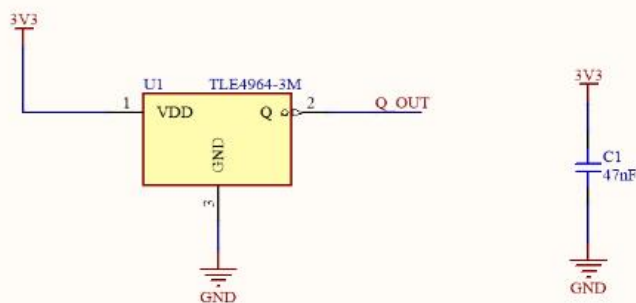 3V3
U1 TLE4964-3M
1 VDD Q 2 Q_OUT
GND
3
GND
3V3
C1
47nF
GND